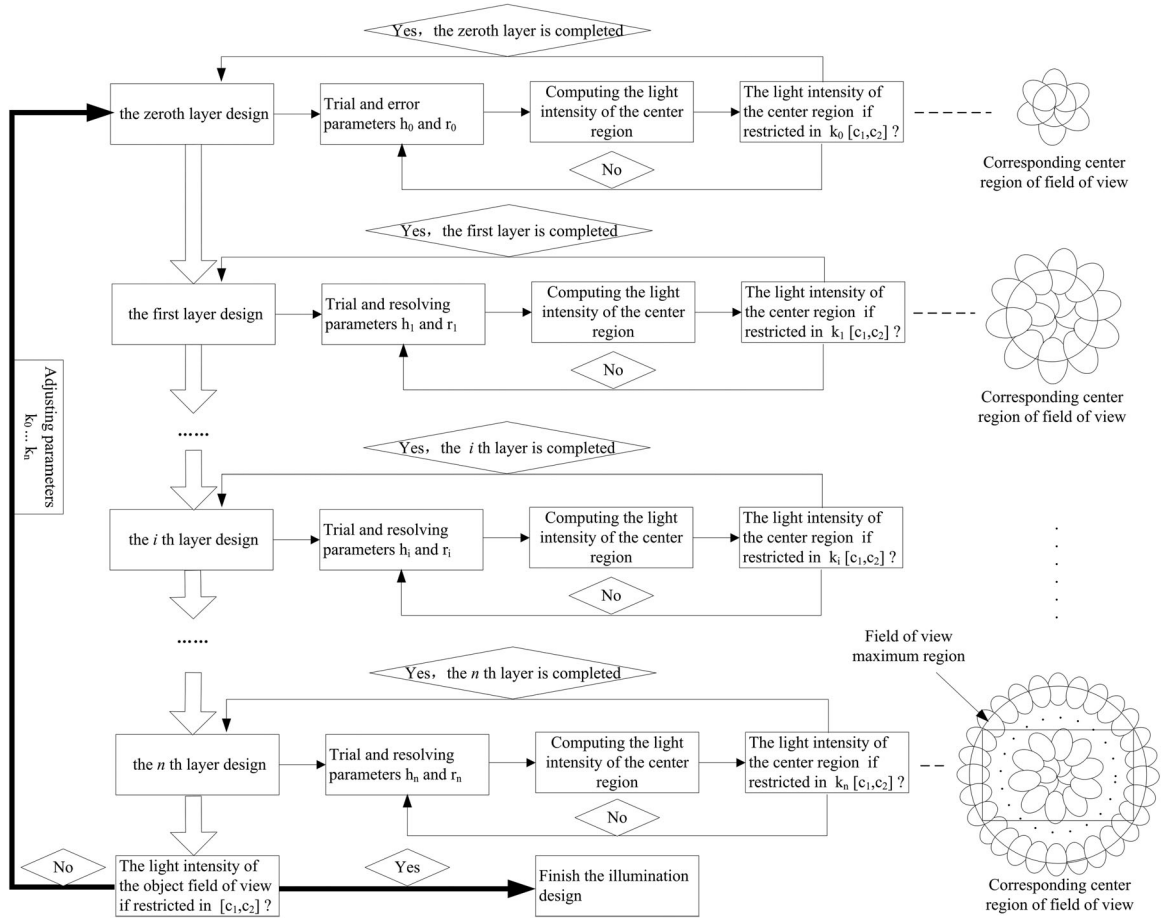 Yes，the zeroth layer is completed
the zeroth layer design
Trial and error
parameters h₀ and r₀
Computing the light
intensity of the center
region
The light intensity of
the center region if
restricted in k₀ [c₁,c₂] ?
No
Corresponding center
region of field of view
Yes，the first layer is completed
the first layer design
Trial and resolving
parameters h₁ and r₁
Computing the light
intensity of the center
region
The light intensity of
the center region if
restricted in k₁ [c₁,c₂] ?
No
Corresponding center
region of field of view
Adjusting parameters
k₀ ... kₙ
......
Yes，the i th layer is completed
the i th layer design
Trial and resolving
parameters hᵢ and rᵢ
Computing the light
intensity of the center
region
The light intensity of
the center region if
restricted in kᵢ [c₁,c₂] ?
No
......
Field of view
maximum region
Yes，the n th layer is completed
the n th layer design
Trial and resolving
parameters hₙ and rₙ
Computing the light
intensity of the center
region
The light intensity of
the center region if
restricted in kₙ [c₁,c₂] ?
No
Corresponding center
region of field of view
No
The light intensity of
the object field of view
if restricted in [c₁,c₂] ?
Yes
Finish the illumination
design